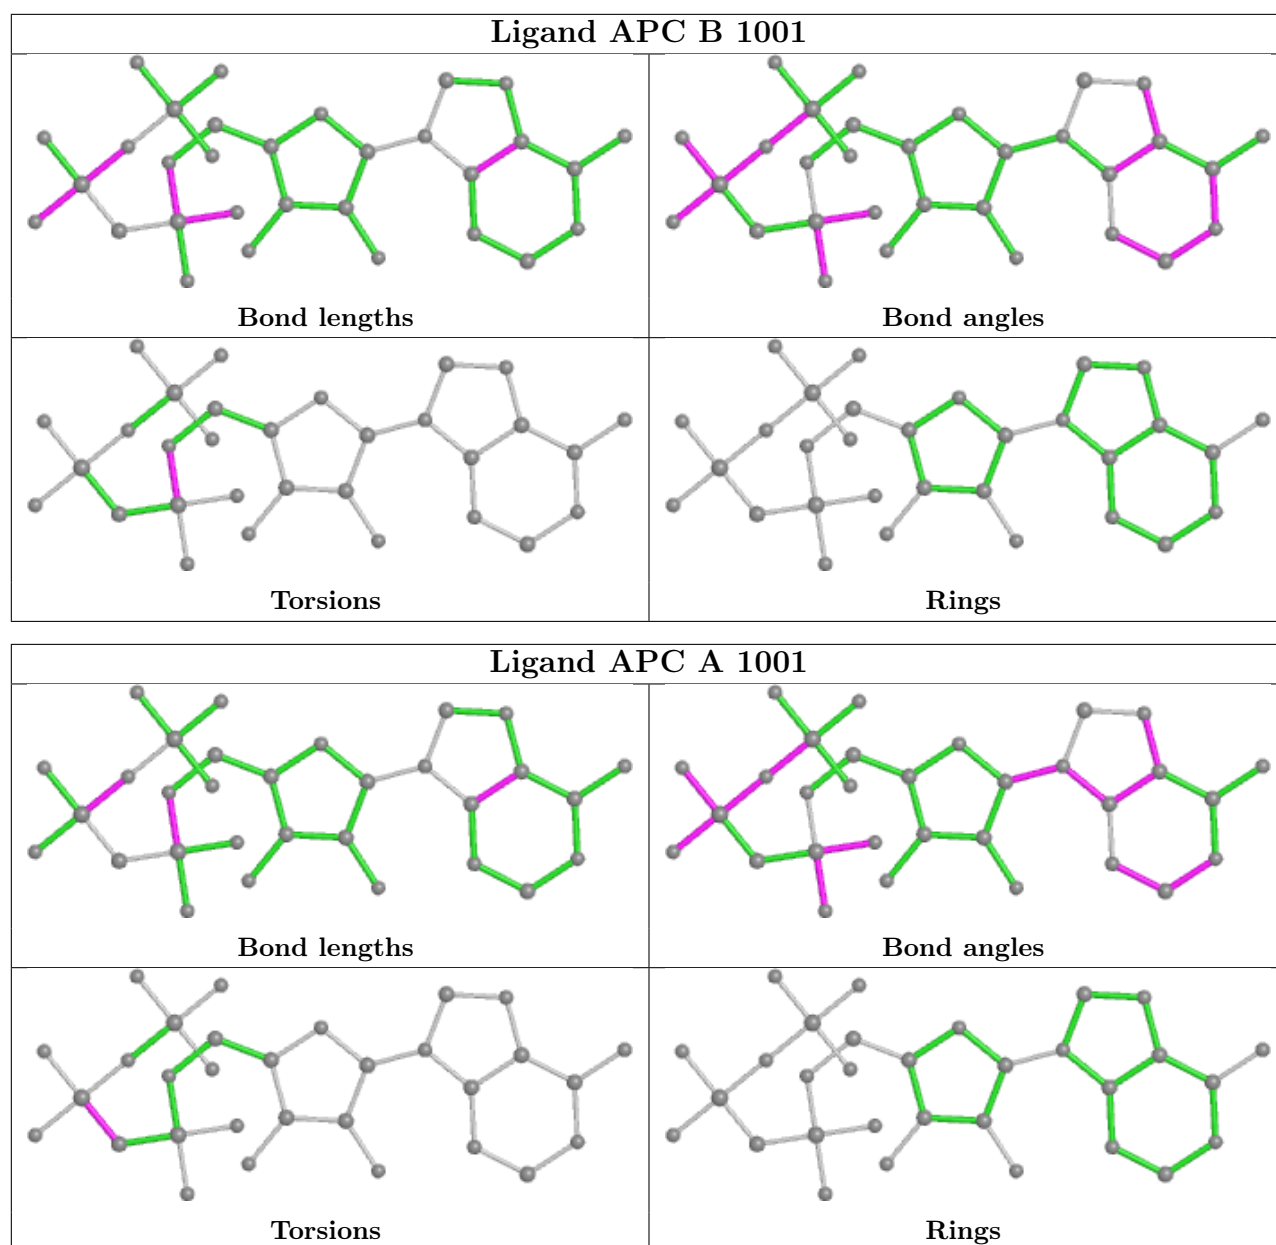 Ligand APC B 1001
Bond lengths
Bond angles
Torsions
Rings
Ligand APC A 1001
Bond lengths
Bond angles
Torsions
Rings